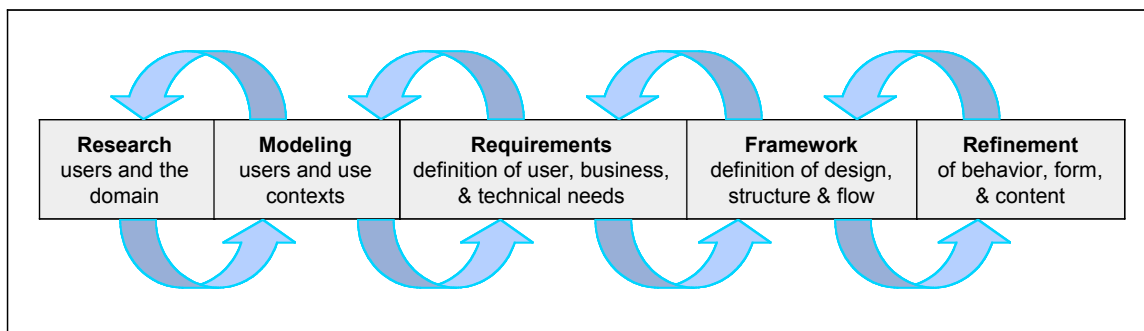 Research
users and the
domain
Modeling
users and use
contexts
Requirements
definition of user, business,
& technical needs
Framework
definition of design,
structure & flow
Refinement
of behavior, form,
& content